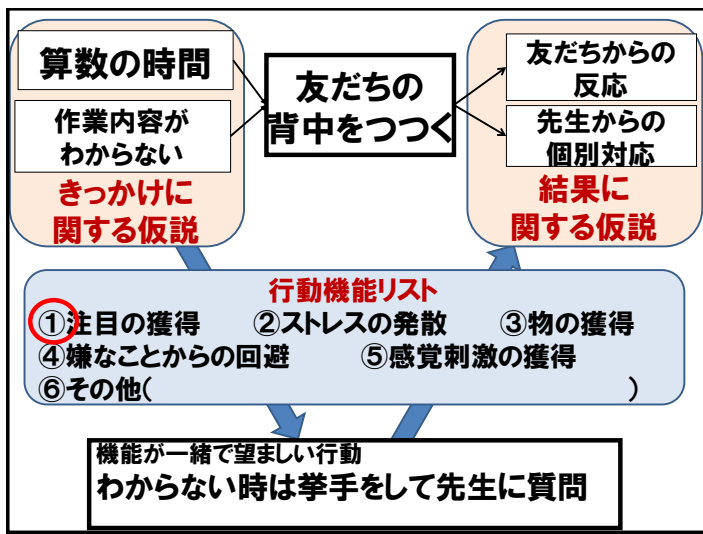 算数の時間
作業内容が
わからない
きっかけに
関する仮説
友だちの
背中をつつく
友だちからの
反応
先生からの
個別対応
結果に
関する仮説
行動機能リスト
①注目の獲得 ②ストレスの発散 ③物の獲得
④嫌なことからの回避 ⑤感覚刺激の獲得
⑥その他( )
機能が一緒で望ましい行動
わからない時は挙手をして先生に質問